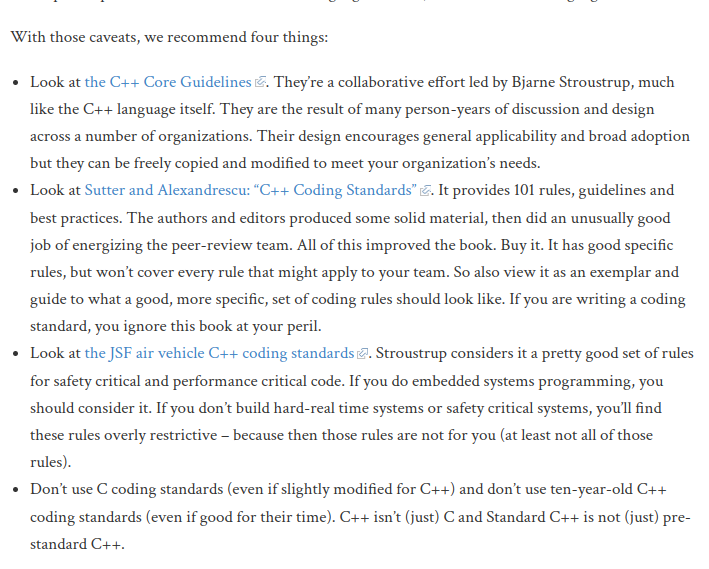 With those caveats, we recommend four things:
Look at the C++ Core Guidelines. They’re a collaborative effort led by Bjarne Stroustrup, much
like the C++ language itself. They are the result of many person-years of discussion and design
across a number of organizations. Their design encourages general applicability and broad adoption
but they can be freely copied and modified to meet your organization’s needs.
Look at Sutter and Alexandrescu: “C++ Coding Standards”. It provides 101 rules, guidelines and
best practices. The authors and editors produced some solid material, then did an unusually good
job of energizing the peer-review team. All of this improved the book. Buy it. It has good specific
rules, but won’t cover every rule that might apply to your team. So also view it as an exemplar and
guide to what a good, more specific, set of coding rules should look like. If you are writing a coding
standard, you ignore this book at your peril.
Look at the JSF air vehicle C++ coding standards. Stroustrup considers it a pretty good set of rules
for safety critical and performance critical code. If you do embedded systems programming, you
should consider it. If you don’t build hard-real time systems or safety critical systems, you’ll find
these rules overly restrictive – because then those rules are not for you (at least not all of those
rules).
Don’t use C coding standards (even if slightly modified for C++) and don’t use ten-year-old C++
coding standards (even if good for their time). C++ isn’t (just) C and Standard C++ is not (just) pre-
standard C++.